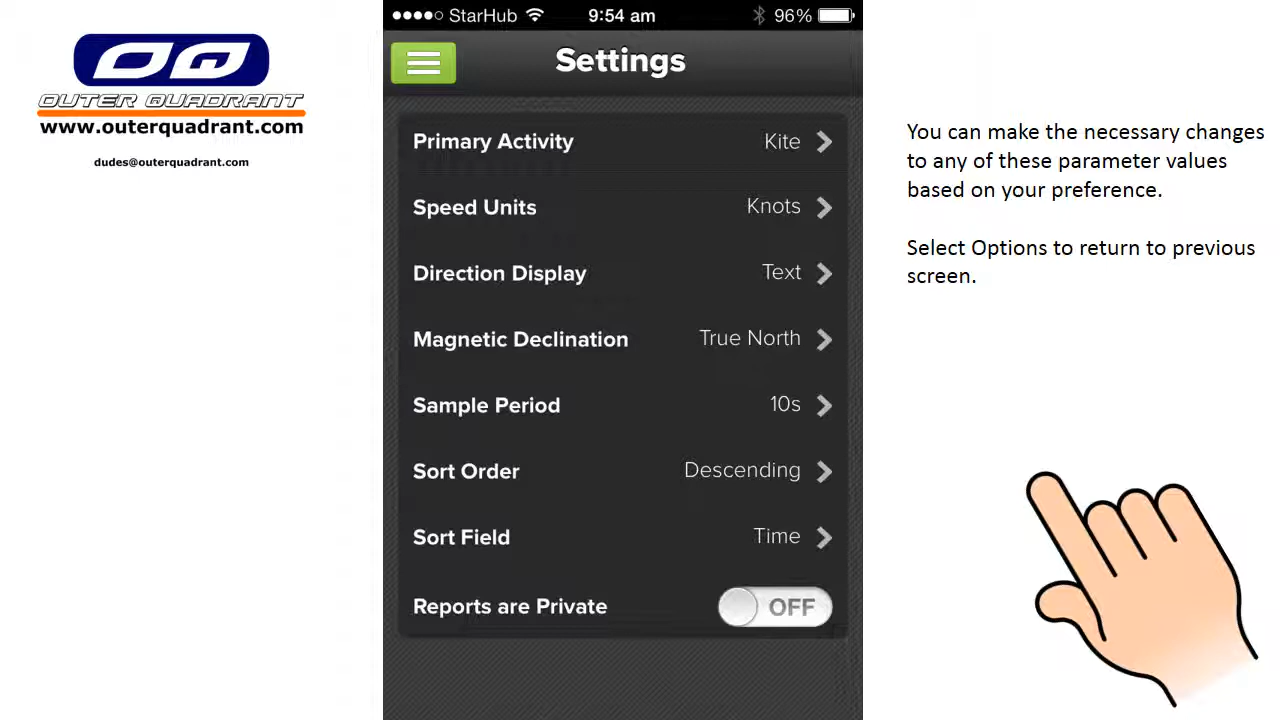 OQ
OUTER QUADRANT
www.outerquadrant.com
dudes@outerquadrant.com
StarHub 9:54 am 96%
Settings
Primary Activity Kite
Speed Units Knots
Direction Display Text
Magnetic Declination True North
Sample Period 10s
Sort Order Descending
Sort Field Time
Reports are Private OFF
You can make the necessary changes
to any of these parameter values
based on your preference.
Select Options to return to previous
screen.